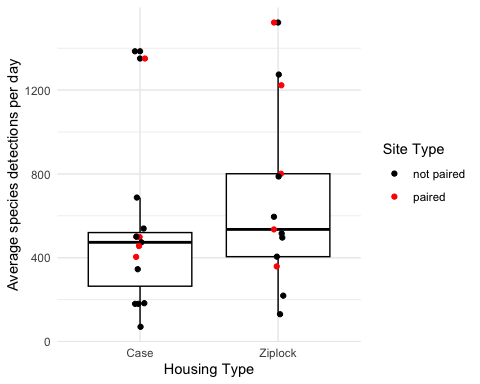 Average species detections per day
1200
800
400
0
Case
Ziplock
Housing Type
Site Type
not paired
paired